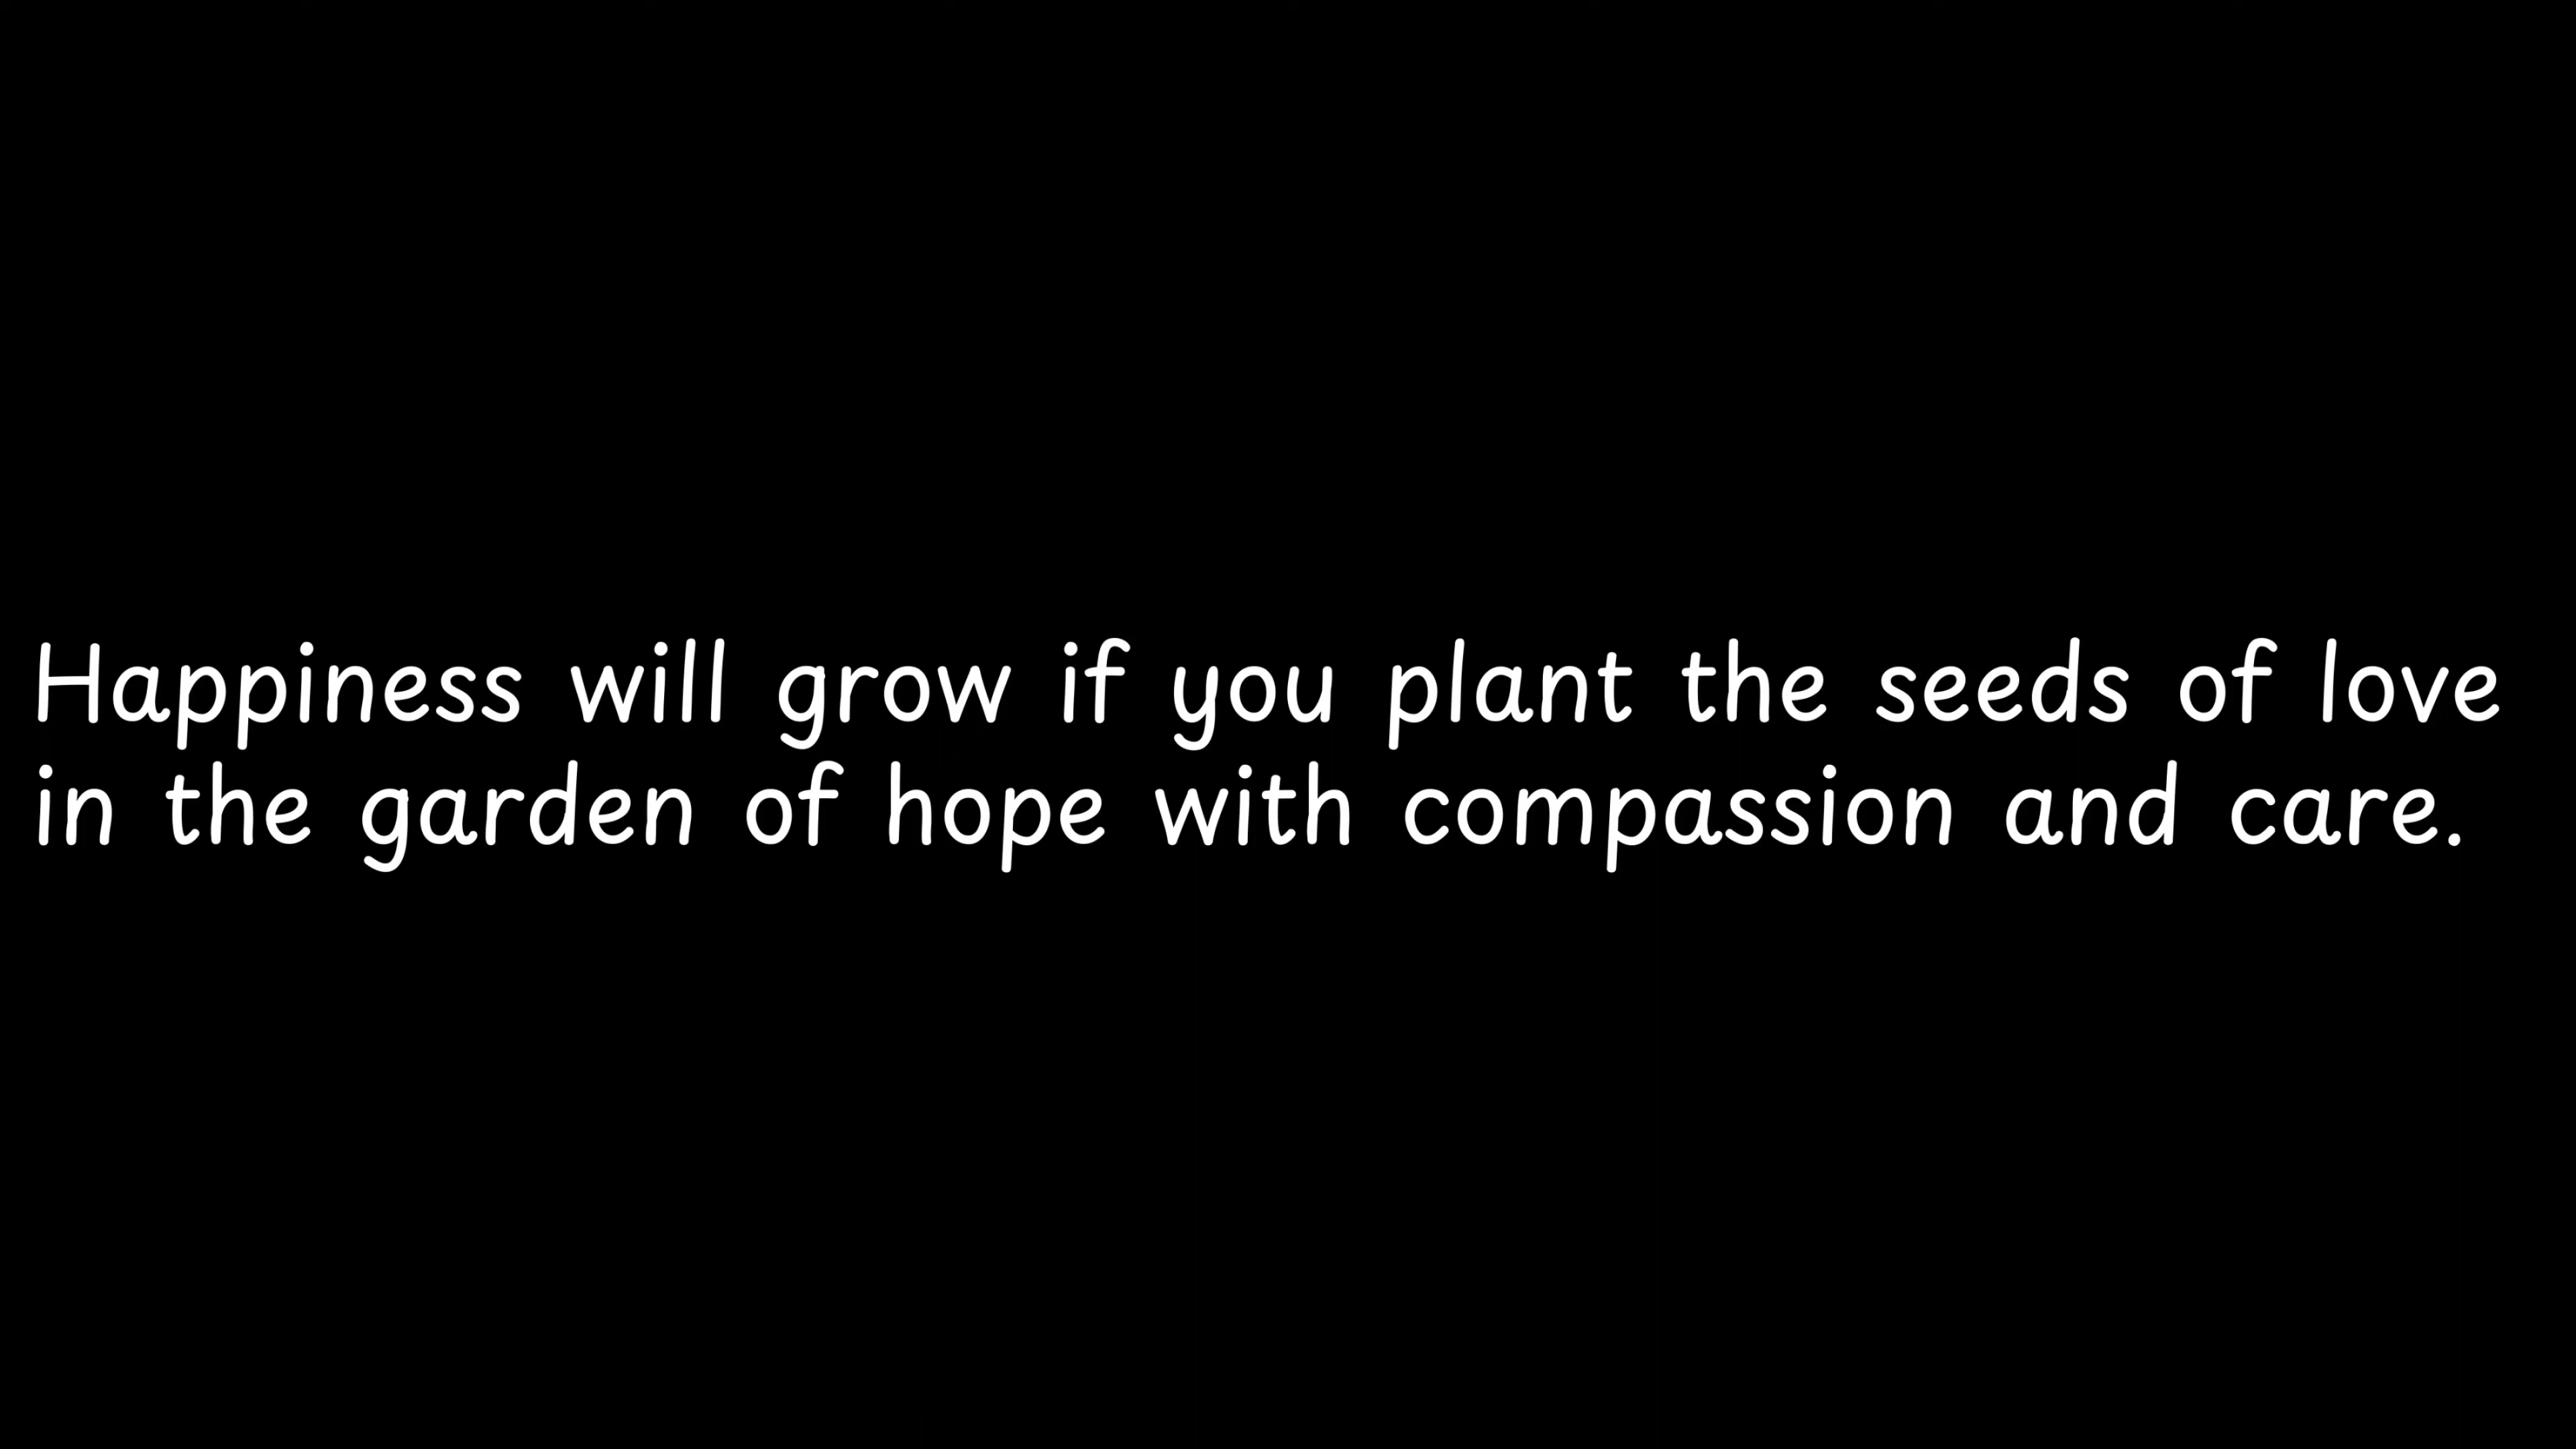 Happiness will grow if you plant the seeds of love
in the garden of hope with compassion and care.